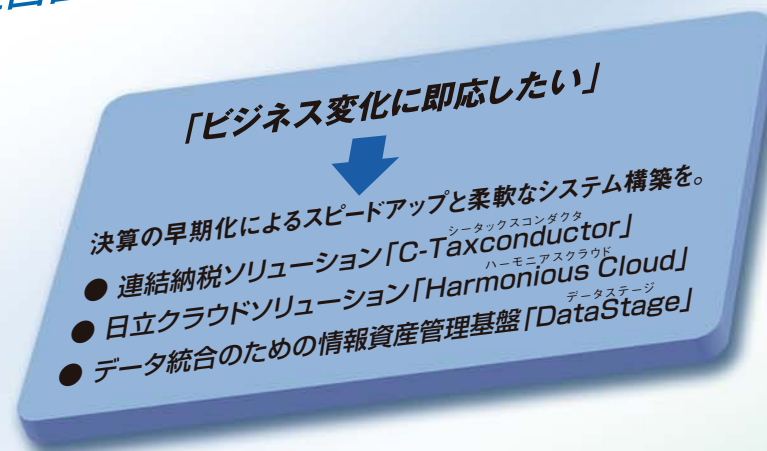 「ビジネス変化に即応したい」
決算の早期化によるスピードアップと柔軟なシステム構築を。
シータックスコンダクタ
● 連結納税ソリューション「C-Taxconductor」
ハーモニアスクラウド
● 日立クラウドソリューション「Harmonious Cloud」
データステージ
● データ統合のための情報資産管理基盤「DataStage」